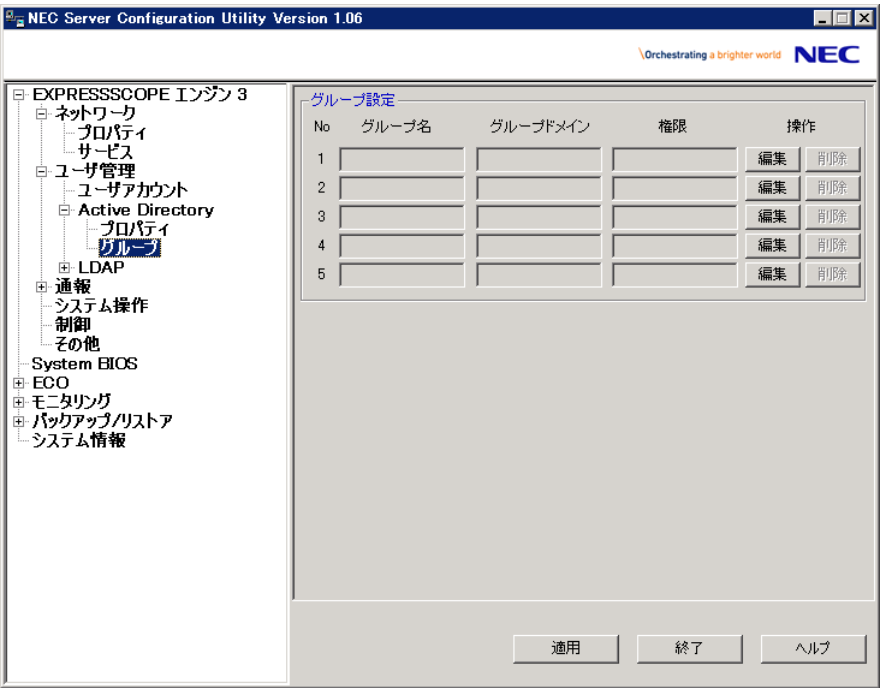 NEC Server Configuration Utility Version 1.06
\Orchestrating a brighter world NEC
EXPRESSSCOPE エンジン 3
ネットワーク
プロパティ
サービス
ユーザ管理
ユーザアカウント
Active Directory
プロパティ
グループ
LDAP
通報
システム操作
制御
その他
System BIOS
ECO
モニタリング
バックアップ/リストア
システム情報
グループ設定
No グループ名 グループドメイン 権限 操作
1 編集 削除
2 編集 削除
3 編集 削除
4 編集 削除
5 編集 削除
適用 終了 ヘルプ